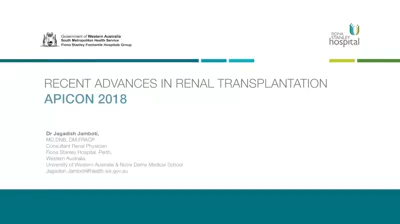 Government of Western Australia
South Metropolitan Health Service
Fiona Stanley Fremantle Hospitals Group
FIONA STANLEY
hospital
RECENT ADVANCES IN RENAL TRANSPLANTATION
APICON 2018
Dr Jagadish Jamboti,
MD,DNB, DM,FRACP
Consultant Renal Physician
Fiona Stanley Hospital, Perth,
Western Australia
University of Western Australia & Notre Dame Medical School
Jagadish.Jamboti@health.wa.gov.au